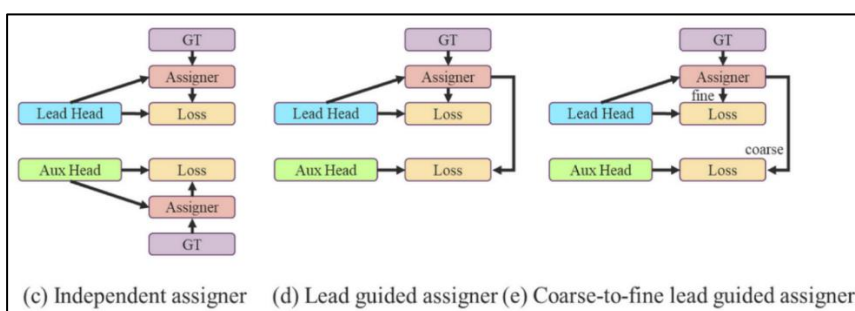 GT
Assigner
Lead Head
Loss
Aux Head
Loss
Assigner
GT
(c) Independent assigner
GT
Assigner
Lead Head
Loss
Aux Head
Loss
(d) Lead guided assigner
GT
Assigner
fine
Lead Head
Loss
coarse
Aux Head
Loss
(e) Coarse-to-fine lead guided assigner